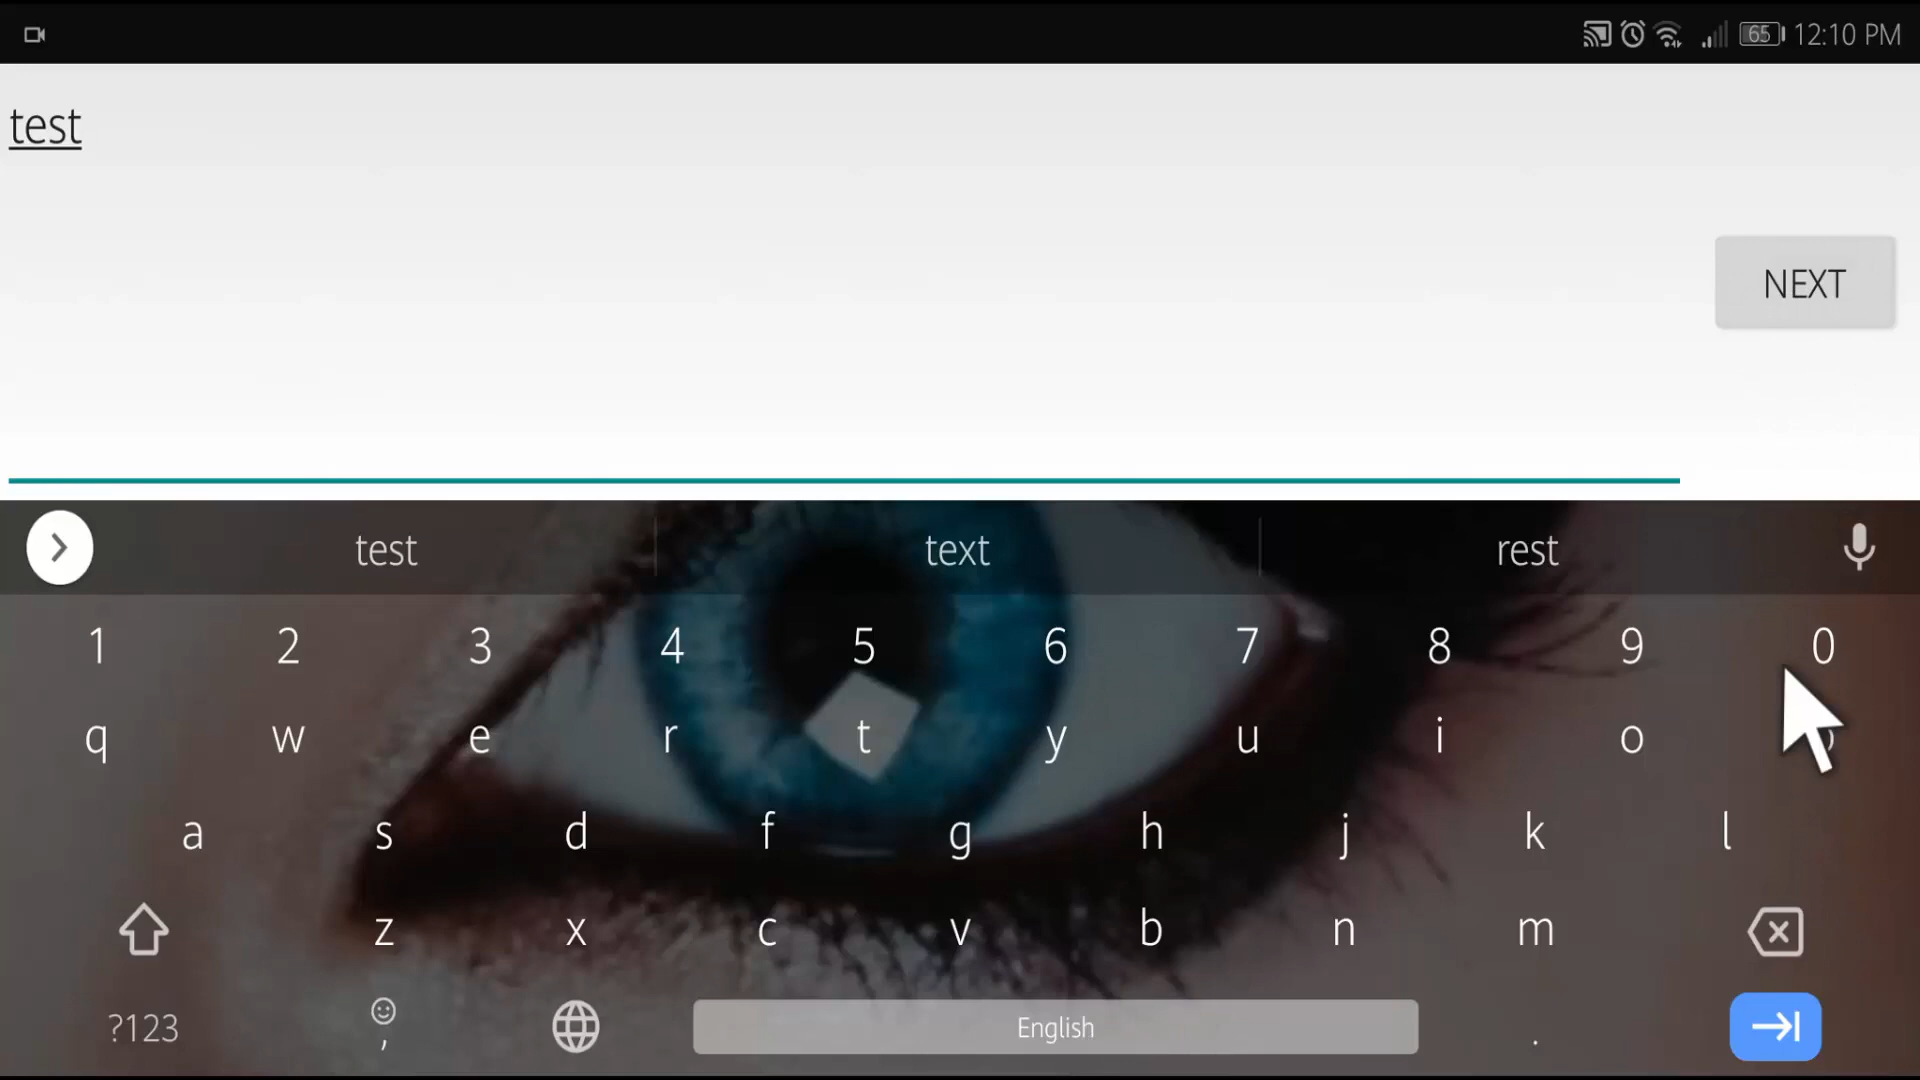 65 12:10 PM
test
NEXT
test text rest
1 2 3 4 5 6 7 8 9 0
q w e r t y u i o
a s d f g h j k l
z x c v b n m
?123 , English .